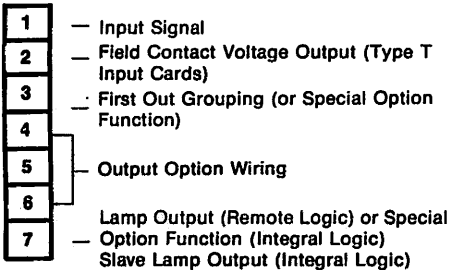 1 — Input Signal
2 — Field Contact Voltage Output (Type T
Input Cards)
3 — First Out Grouping (or Special Option
Function)
4
5 — Output Option Wiring
6
Lamp Output (Remote Logic) or Special
7 — Option Function (Integral Logic)
Slave Lamp Output (Integral Logic)